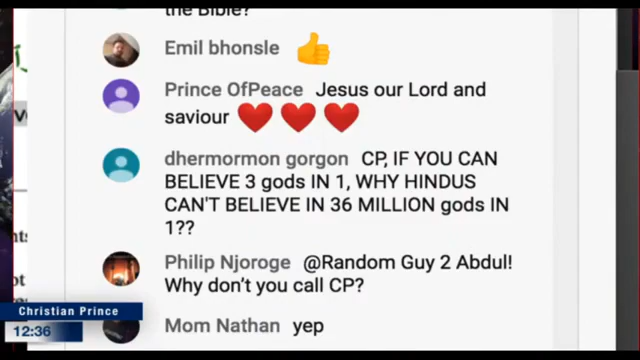 the Bible?
Emil bhonsle 👍
Prince OfPeace Jesus our Lord and
saviour ❤️ ❤️ ❤️
dhermormon gorgon CP, IF YOU CAN
BELIEVE 3 gods IN 1, WHY HINDUS
CAN'T BELIEVE IN 36 MILLION gods IN
1??
Philip Njoroge @Random Guy 2 Abdul!
Why don't you call CP?
Christian Prince
12:36
Mom Nathan yep